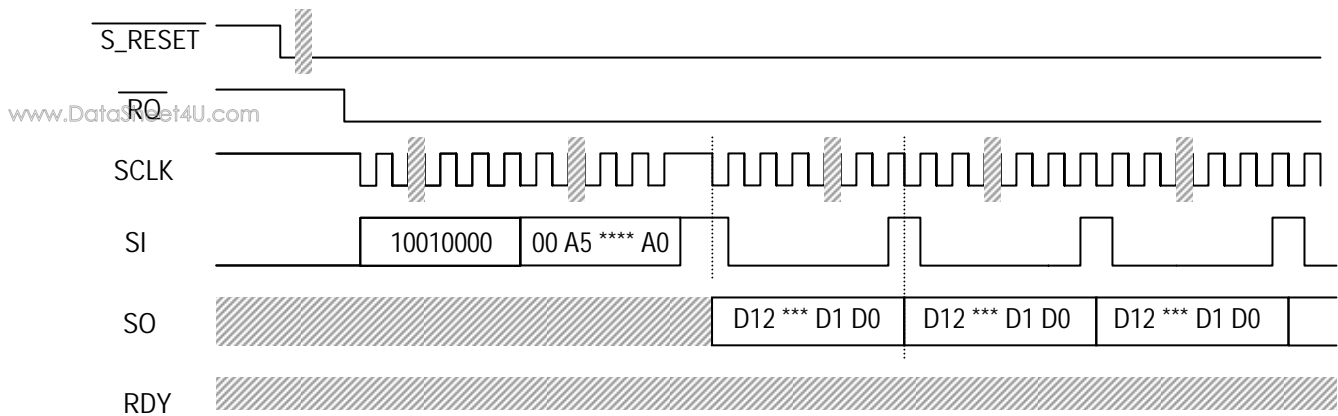 S_RESET
RQ
www.DataSheet4U.com
SCLK
SI
10010000
00 A5 **** A0
SO
D12 *** D1 D0
D12 *** D1 D0
D12 *** D1 D0
RDY